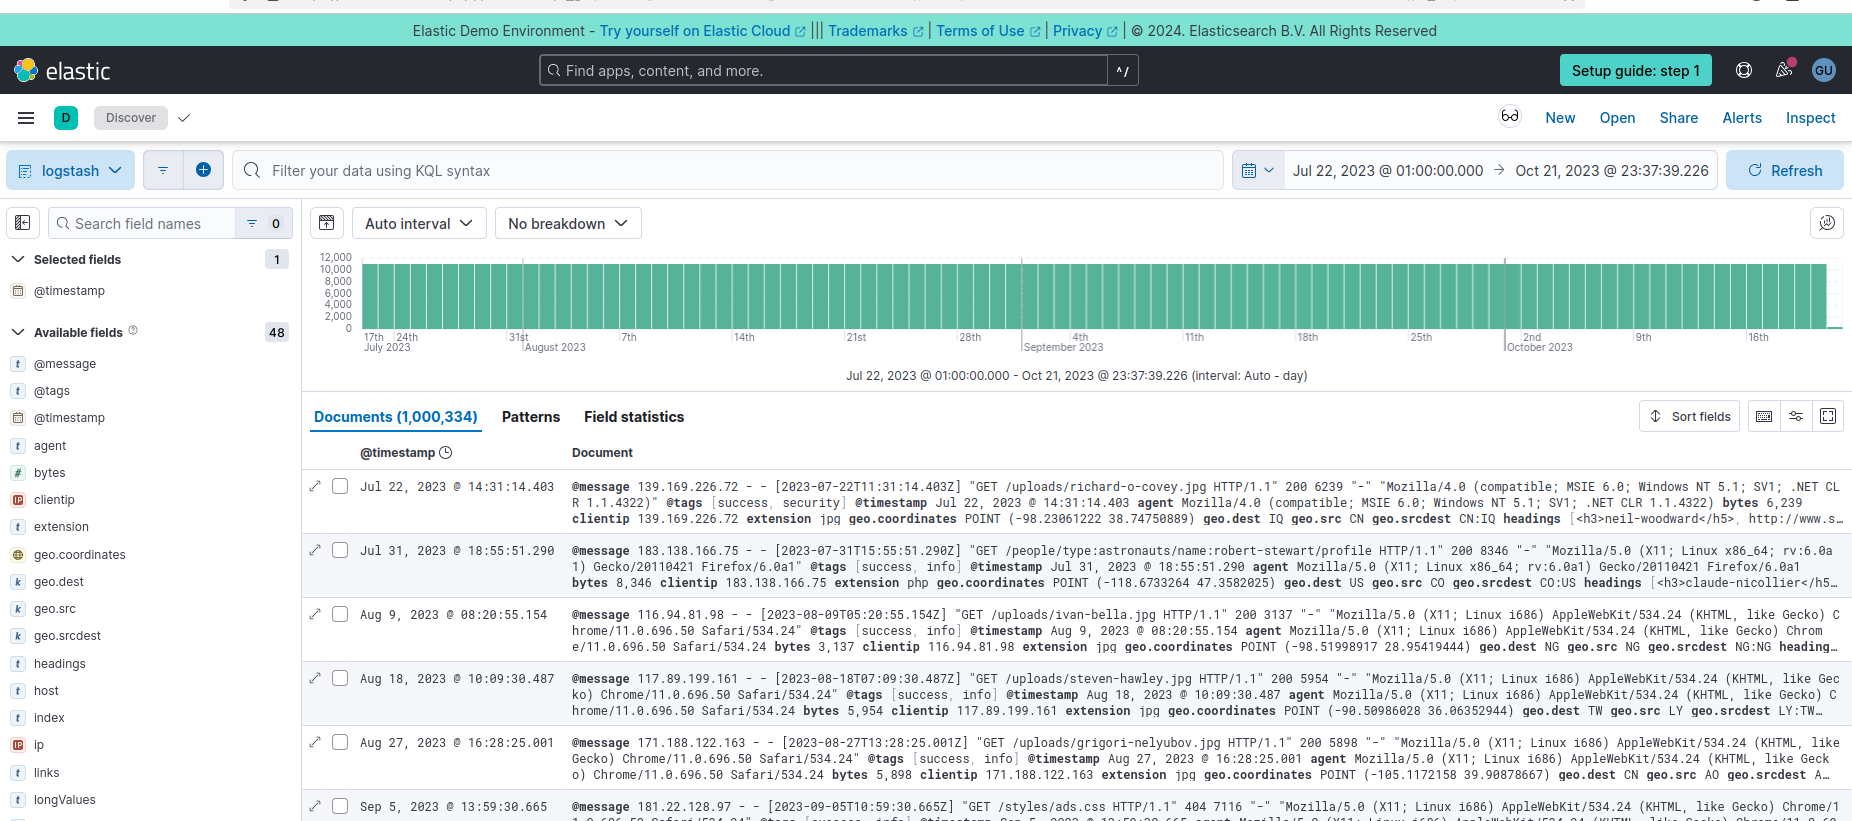 Elastic Demo Environment - Try yourself on Elastic Cloud ||| Trademarks | Terms of Use | Privacy | © 2024. Elasticsearch B.V. All Rights Reserved
elastic
Find apps, content, and more.
^ /
Setup guide: step 1
GU
D
Discover
New
Open
Share
Alerts
Inspect
logstash
Filter your data using KQL syntax
Jul 22, 2023 @ 01:00:00.000 → Oct 21, 2023 @ 23:37:39.226
Refresh
Search field names
0
Selected fields
1
@timestamp
Available fields
48
t @message
t @tags
@timestamp
t agent
# bytes
IP clientip
t extension
geo.coordinates
k geo.dest
k geo.src
k geo.srcdest
t headings
t host
t index
IP ip
t links
t longValues
Auto interval
No breakdown
12,000
10,000
8,000
6,000
4,000
2,000
0
17th 24th 31st 7th 14th 21st 28th 4th 11th 18th 25th 2nd 9th 16th
July 2023 August 2023 September 2023 October 2023
Jul 22, 2023 @ 01:00:00.000 - Oct 21, 2023 @ 23:37:39.226 (interval: Auto - day)
Documents (1,000,334)
Patterns
Field statistics
Sort fields
@timestamp
Document
Jul 22, 2023 @ 14:31:14.403
@message 139.169.226.72 - - [2023-07-22T11:31:14.403Z] "GET /uploads/richard-o-covey.jpg HTTP/1.1" 200 6239 "-" "Mozilla/4.0 (compatible; MSIE 6.0; Windows NT 5.1; SV1; .NET CL
R 1.1.4322)" @tags [success, security] @timestamp Jul 22, 2023 @ 14:31:14.403 agent Mozilla/4.0 (compatible; MSIE 6.0; Windows NT 5.1; SV1; .NET CLR 1.1.4322) bytes 6,239
clientip 139.169.226.72 extension jpg geo.coordinates POINT (-98.23061222 38.74750889) geo.dest IQ geo.src CN geo.srcdest CN:IQ headings [<h3>neil-woodward</h5>, http://www.s…
Jul 31, 2023 @ 18:55:51.290
@message 183.138.166.75 - - [2023-07-31T15:55:51.290Z] "GET /people/type:astronauts/name:robert-stewart/profile HTTP/1.1" 200 8346 "-" "Mozilla/5.0 (X11; Linux x86_64; rv:6.0a
1) Gecko/20110421 Firefox/6.0a1" @tags [success, info] @timestamp Jul 31, 2023 @ 18:55:51.290 agent Mozilla/5.0 (X11; Linux x86_64; rv:6.0a1) Gecko/20110421 Firefox/6.0a1
bytes 8,346 clientip 183.138.166.75 extension php geo.coordinates POINT (-118.6733264 47.3582025) geo.dest US geo.src CO geo.srcdest CO:US headings [<h3>claude-nicollier</h5…
Aug 9, 2023 @ 08:20:55.154
@message 116.94.81.98 - - [2023-08-09T05:20:55.154Z] "GET /uploads/ivan-bella.jpg HTTP/1.1" 200 3137 "-" "Mozilla/5.0 (X11; Linux i686) AppleWebKit/534.24 (KHTML, like Gecko) C
hrome/11.0.696.50 Safari/534.24" @tags [success, info] @timestamp Aug 9, 2023 @ 08:20:55.154 agent Mozilla/5.0 (X11; Linux i686) AppleWebKit/534.24 (KHTML, like Gecko) Chrom
e/11.0.696.50 Safari/534.24 bytes 3,137 clientip 116.94.81.98 extension jpg geo.coordinates POINT (-98.51998917 28.95419444) geo.dest NG geo.src NG geo.srcdest NG:NG heading…
Aug 18, 2023 @ 10:09:30.487
@message 117.89.199.161 - - [2023-08-18T07:09:30.487Z] "GET /uploads/steven-hawley.jpg HTTP/1.1" 200 5954 "-" "Mozilla/5.0 (X11; Linux i686) AppleWebKit/534.24 (KHTML, like Gec
ko) Chrome/11.0.696.50 Safari/534.24" @tags [success, info] @timestamp Aug 18, 2023 @ 10:09:30.487 agent Mozilla/5.0 (X11; Linux i686) AppleWebKit/534.24 (KHTML, like Gecko) C
hrome/11.0.696.50 Safari/534.24 bytes 5,954 clientip 117.89.199.161 extension jpg geo.coordinates POINT (-90.50986028 36.06352944) geo.dest TW geo.src LY geo.srcdest LY:TW…
Aug 27, 2023 @ 16:28:25.001
@message 171.188.122.163 - - [2023-08-27T13:28:25.001Z] "GET /uploads/grigori-nelyubov.jpg HTTP/1.1" 200 5898 "-" "Mozilla/5.0 (X11; Linux i686) AppleWebKit/534.24 (KHTML, like
Gecko) Chrome/11.0.696.50 Safari/534.24" @tags [success, info] @timestamp Aug 27, 2023 @ 16:28:25.001 agent Mozilla/5.0 (X11; Linux i686) AppleWebKit/534.24 (KHTML, like Geck
o) Chrome/11.0.696.50 Safari/534.24 bytes 5,898 clientip 171.188.122.163 extension jpg geo.coordinates POINT (-105.1172158 39.90878667) geo.dest CN geo.src AO geo.srcdest A…
Sep 5, 2023 @ 13:59:30.665
@message 181.22.128.97 - - [2023-09-05T10:59:30.665Z] "GET /styles/ads.css HTTP/1.1" 404 7116 "-" "Mozilla/5.0 (X11; Linux i686) AppleWebKit/534.24 (KHTML, like Gecko) Chrome/1